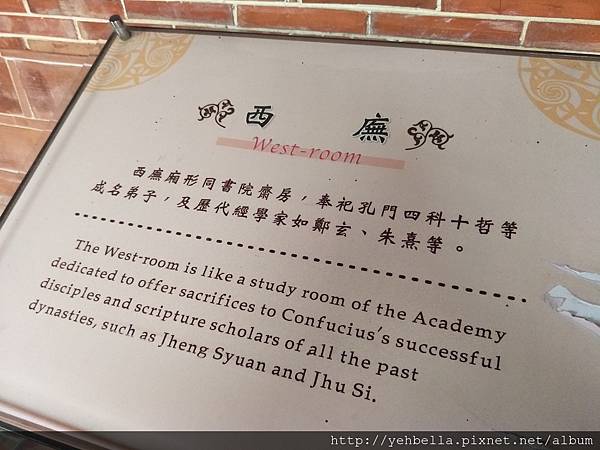 西廡
West-room
西廡廂形同書院齋房，奉祀孔門四科十哲等
成名弟子，及歷代經學家如鄭玄、朱熹等。
The West-room is like a study room of the Academy
dedicated to offer sacrifices to Confucius's successful
disciples and scripture scholars of all the past
dynasties, such as Jheng Syuan and Jhu Si.
http://yehbella.pixnet.net/album